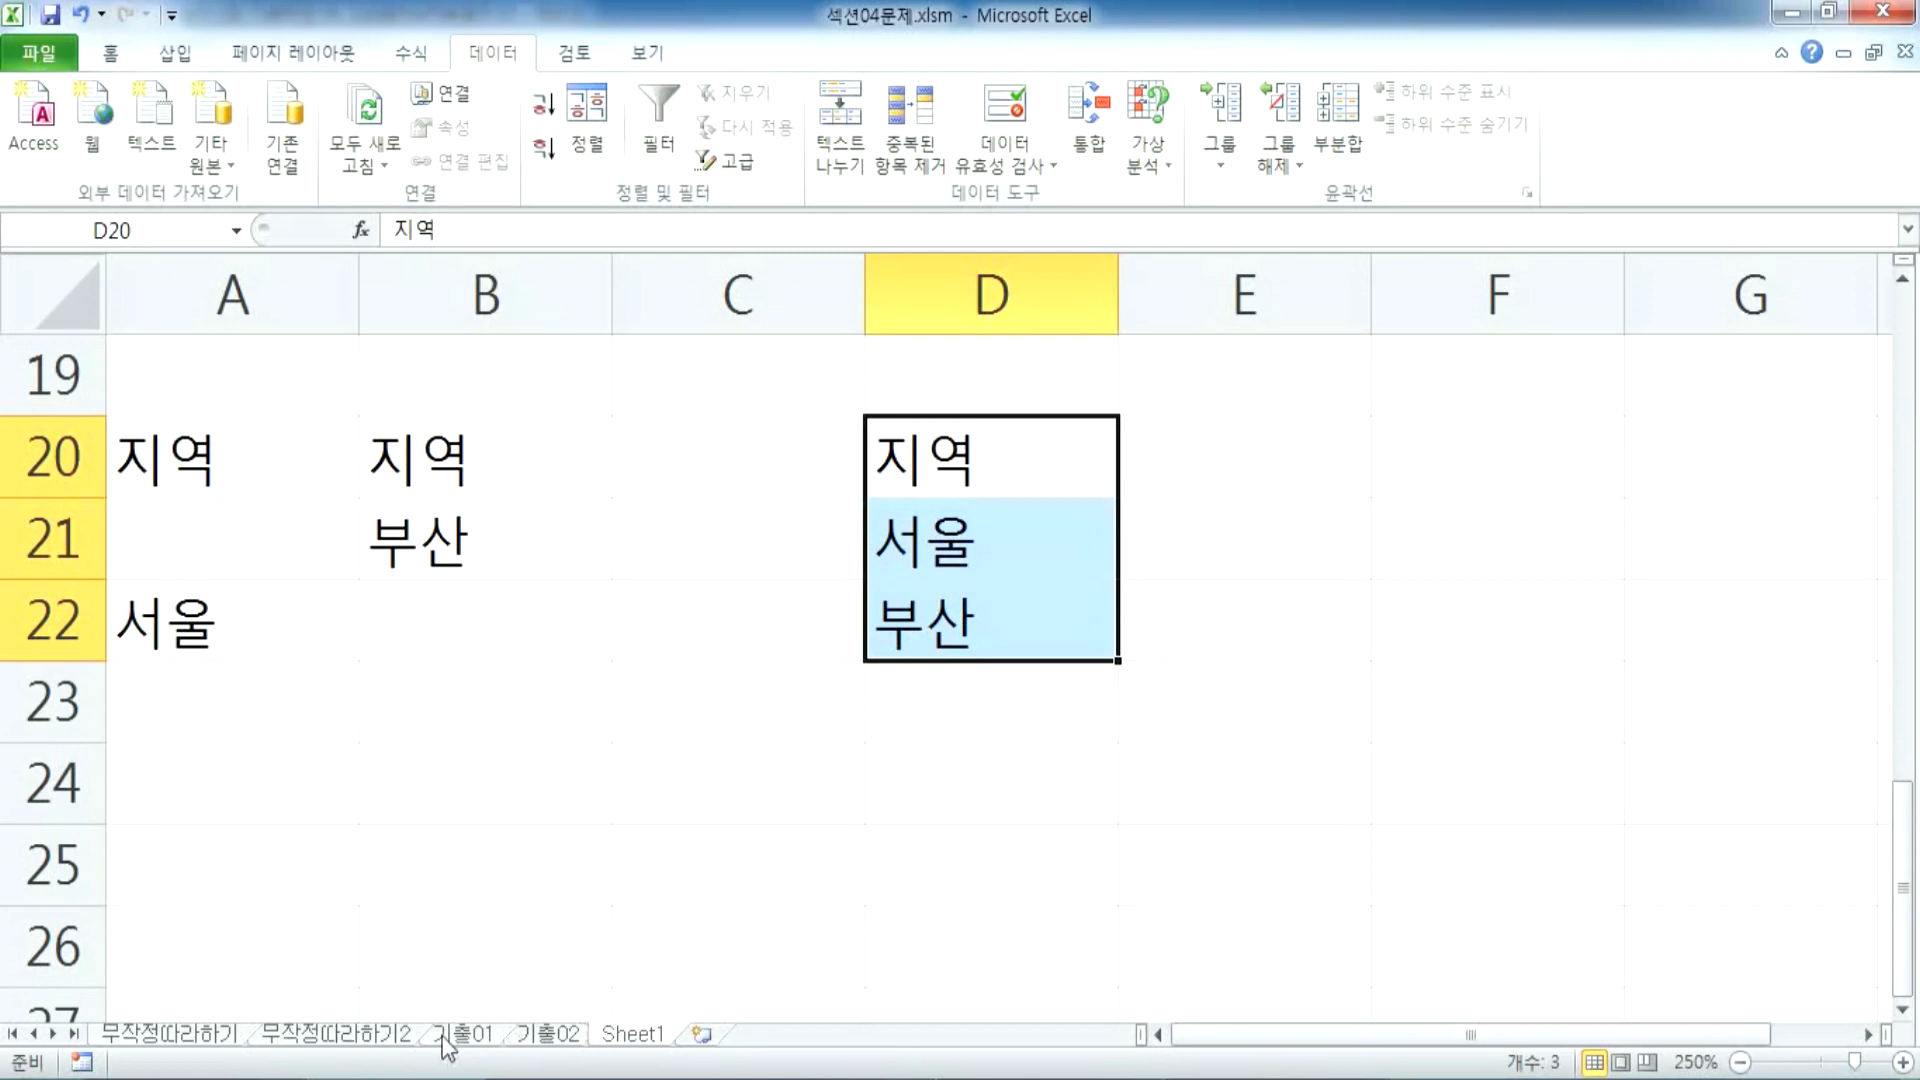 섹션04문제.xlsm - Microsoft Excel
파일 홈 삽입 페이지 레이아웃 수식 데이터 검토 보기
Access 웹 텍스트 기타 원본 기존 연결 모두 새로 고침 연결 속성 연결 편집 정렬 필터 지우기 다시 적용 고급 텍스트 나누기 중복된 항목 제거 데이터 유효성 검사 통합 가상 분석 그룹 그룹 해제 부분합 하위 수준 표시 하위 수준 숨기기
외부 데이터 가져오기 연결 정렬 및 필터 데이터 도구 윤곽선
D20 fx 지역
A B C D E F G
19
20 지역 지역 지역
21 부산 서울
22 서울 부산
23
24
25
26
27
무작정따라하기 무작정따라하기2 기출01 기출02 Sheet1
준비 개수: 3 250%